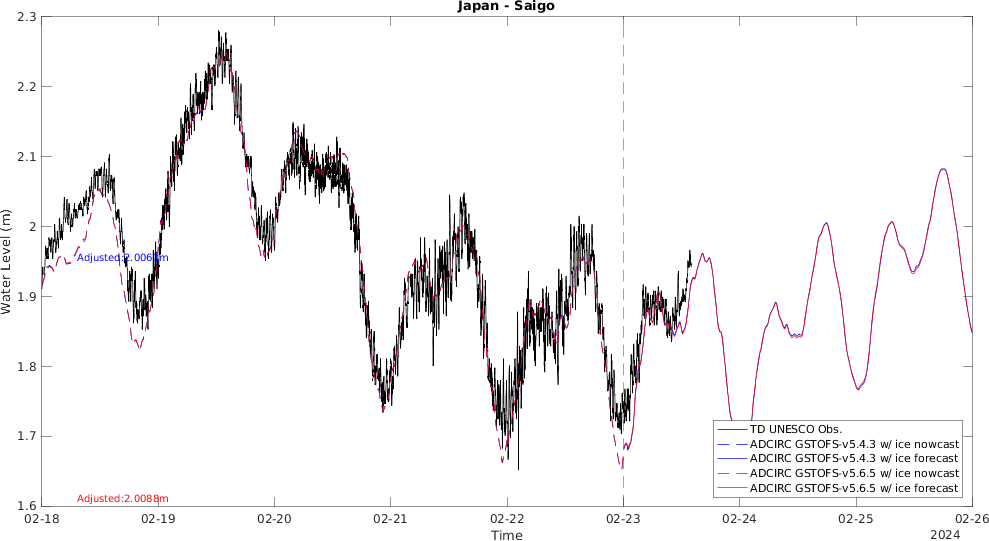 Japan - Saigo
2.3
2.2
2.1
2
1.9
1.8
1.7
1.6
Water Level (m)
Adjusted:2.0088m
TD UNESCO Obs.
ADCIRC GSTOFS-v5.4.3 w/ ice nowcast
ADCIRC GSTOFS-v5.4.3 w/ ice forecast
ADCIRC GSTOFS-v5.6.5 w/ ice nowcast
ADCIRC GSTOFS-v5.6.5 w/ ice forecast
02-18
02-19
02-20
02-21
02-22
02-23
02-24
02-25
02-26
Time
2024